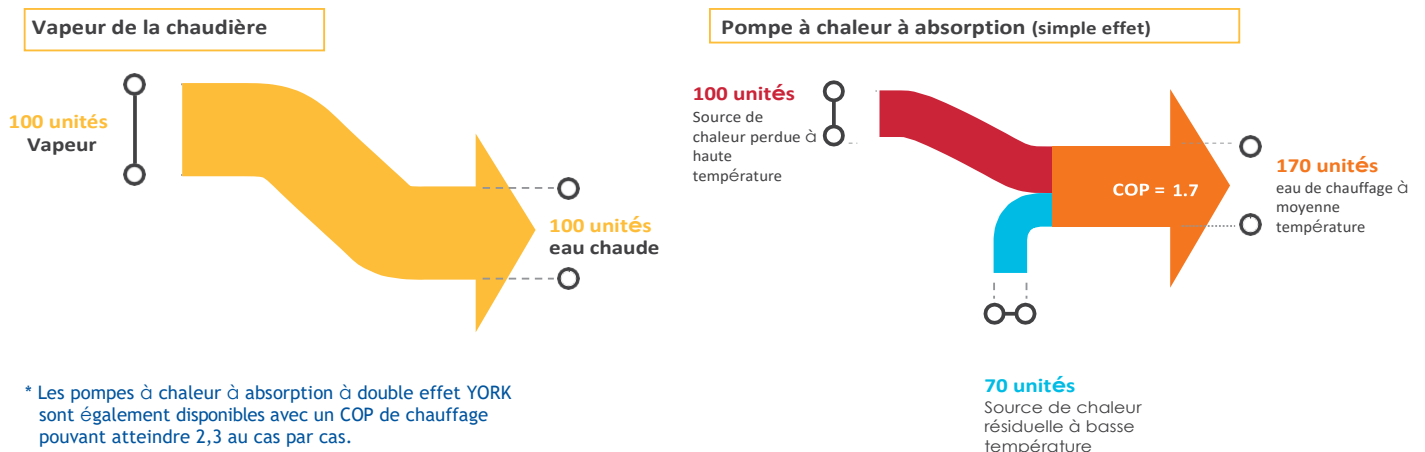 Vapeur de la chaudière
100 unités
Vapeur
100 unités
eau chaude
* Les pompes à chaleur à absorption à double effet YORK
sont également disponibles avec un COP de chauffage
pouvant atteindre 2,3 au cas par cas.
Pompe à chaleur à absorption (simple effet)
100 unités
Source de
chaleur perdue à
haute
température
COP = 1.7
170 unités
eau de chauffage à
moyenne
température
70 unités
Source de chaleur
résiduelle à basse
température